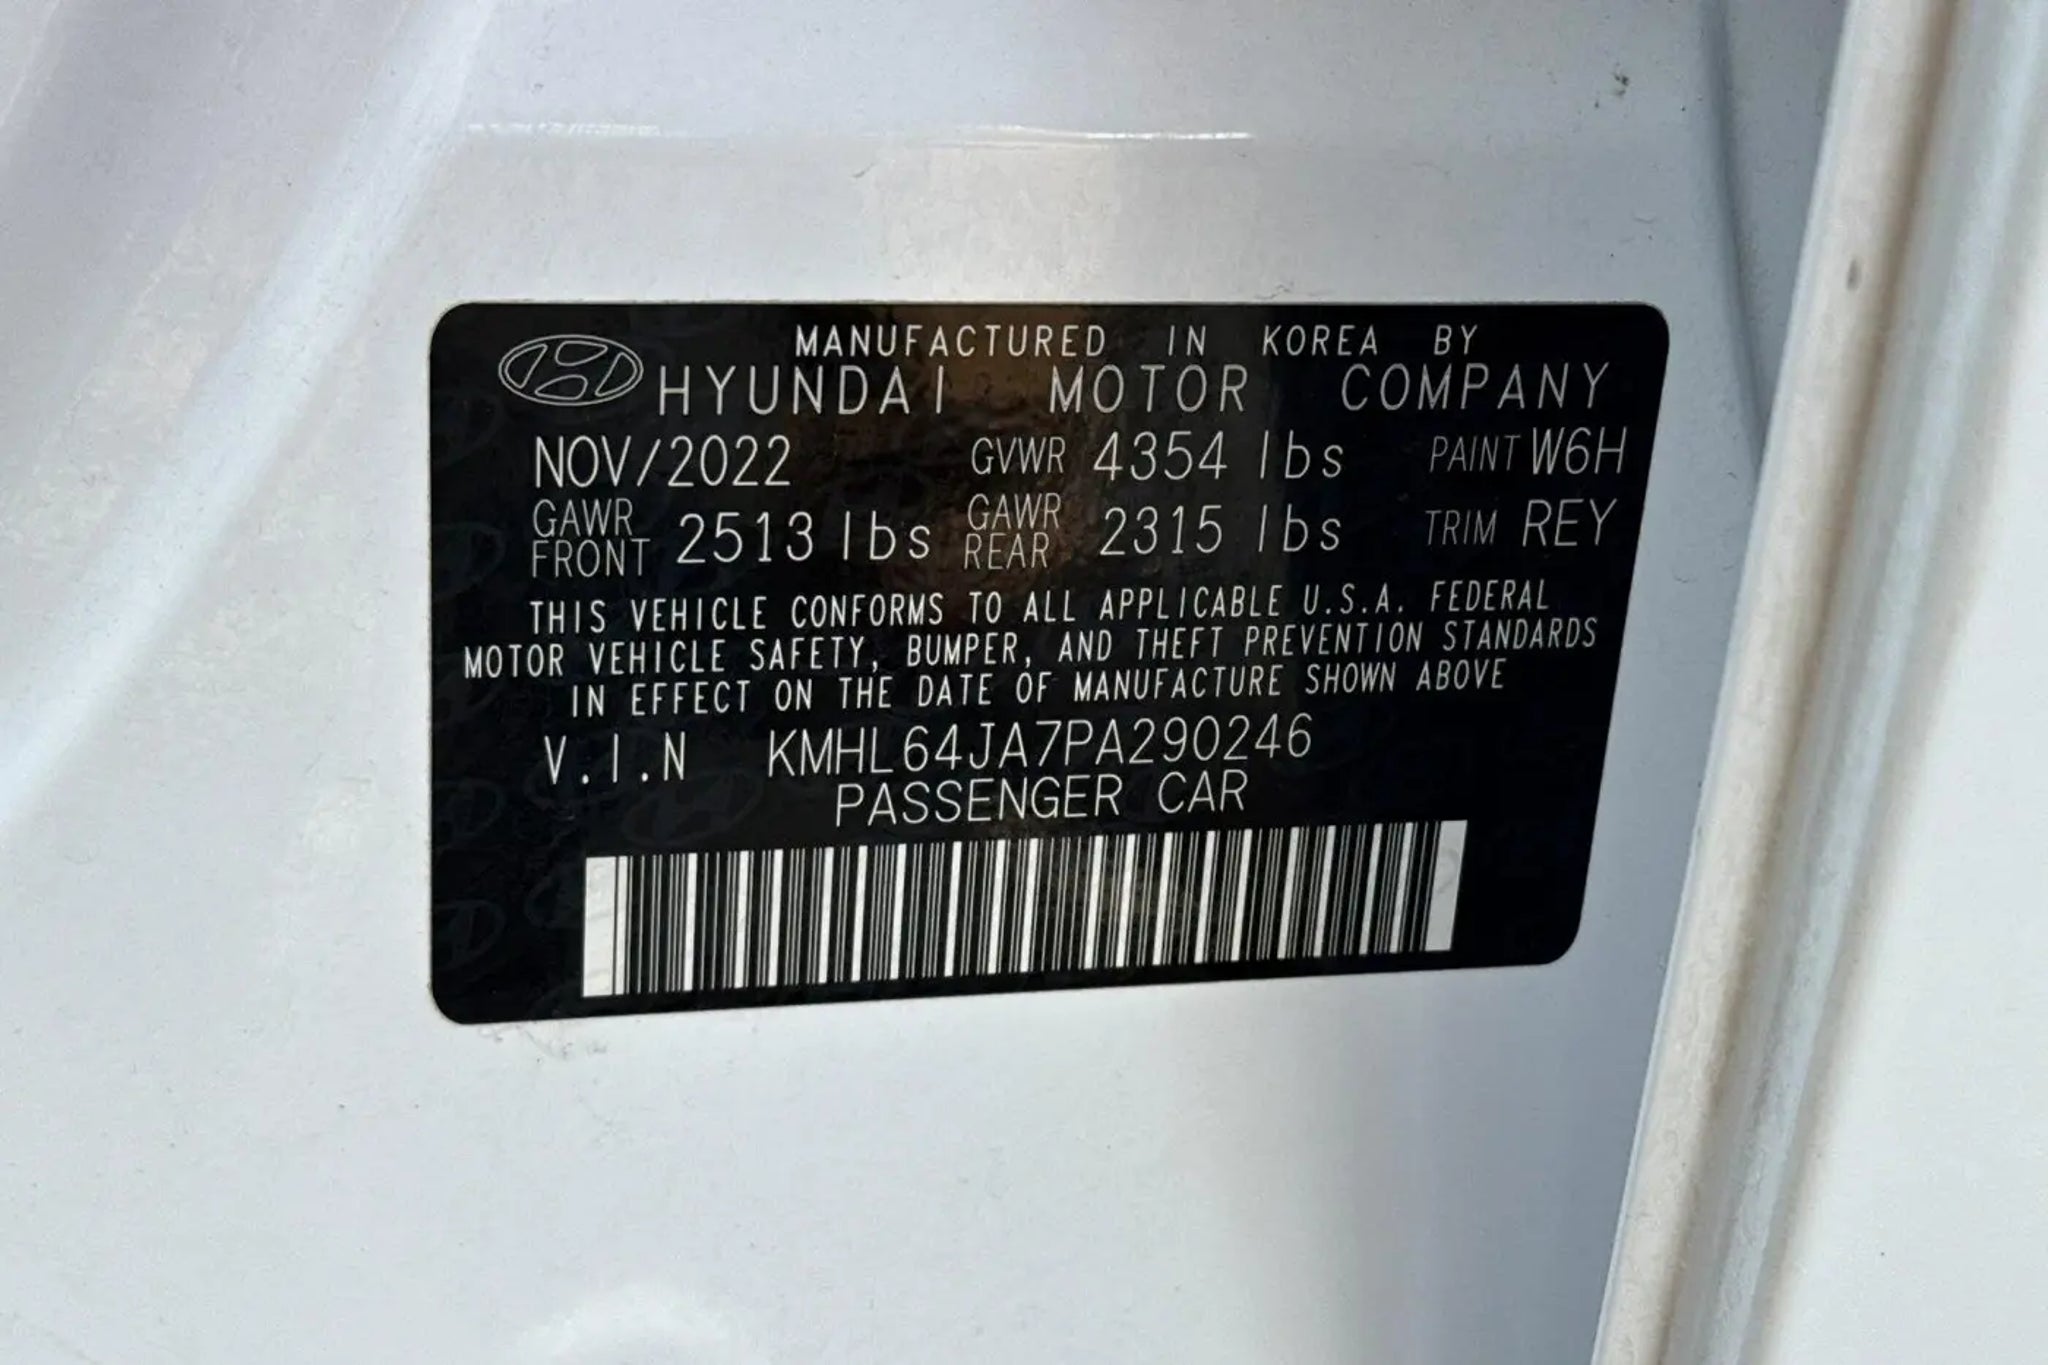 MANUFACTURED IN KOREA BY
HYUNDAI MOTOR COMPANY
NOV/2022 GVWR 4354 lbs PAINT W6H
GAWR FRONT 2513 lbs GAWR REAR 2315 lbs TRIM REY
THIS VEHICLE CONFORMS TO ALL APPLICABLE U.S.A. FEDERAL
MOTOR VEHICLE SAFETY, BUMPER, AND THEFT PREVENTION STANDARDS
IN EFFECT ON THE DATE OF MANUFACTURE SHOWN ABOVE
V.I.N KMHL64JA7PA290246
PASSENGER CAR